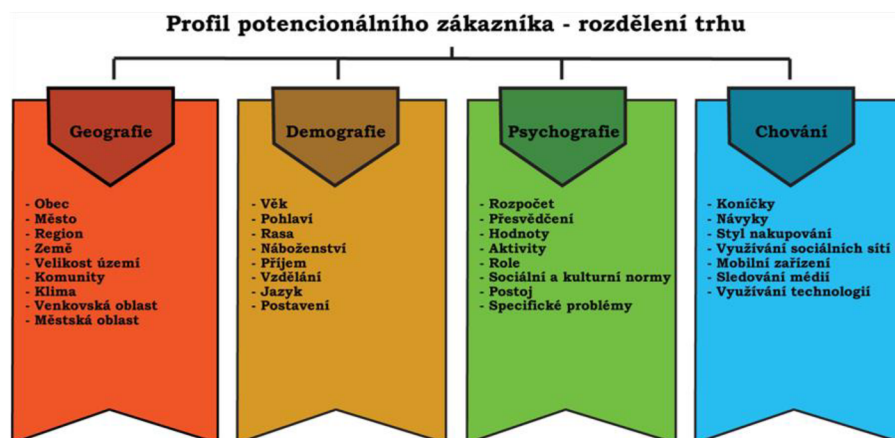 Profil potencionálního zákazníka - rozdělení trhu
Geografie
- Obec
- Město
- Region
- Země
- Velikost území
- Komunity
- Klima
- Venkovská oblast
- Městská oblast
Demografie
- Věk
- Pohlaví
- Rasa
- Náboženství
- Příjem
- Vzdělání
- Jazyk
- Postavení
Psychografie
- Rozpočet
- Přesvědčení
- Hodnoty
- Aktivity
- Role
- Sociální a kulturní normy
- Postoj
- Specifické problémy
Chování
- Koníčky
- Návyky
- Styl nakupování
- Využívání sociálních sítí
- Mobilní zařízení
- Sledování médií
- Využívání technologií